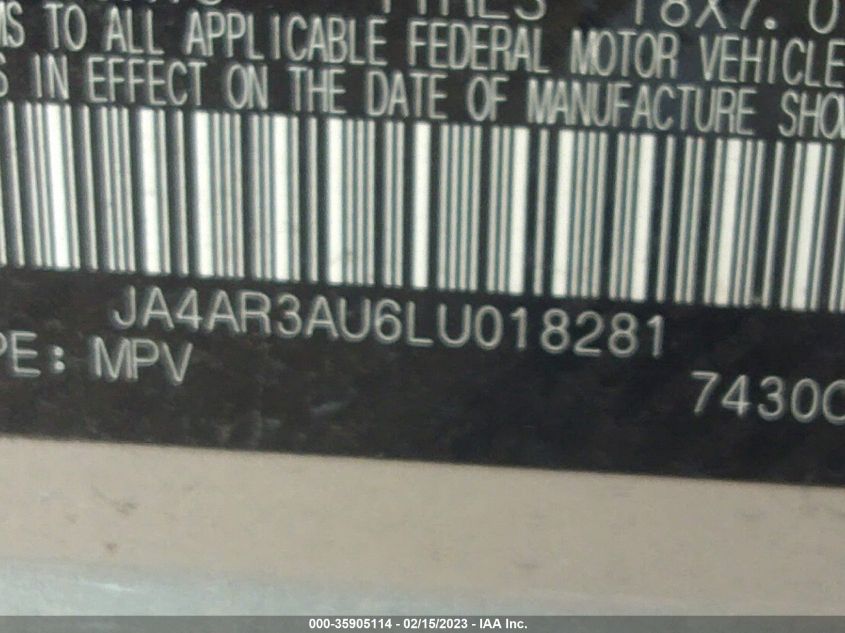 18X7.0
MS TO ALL APPLICABLE FEDERAL MOTOR VEHICLE
S IN EFFECT ON THE DATE OF MANUFACTURE SHO
JA4AR3AU6LU018281
PE: MPV
7430C
000-35905114 - 02/15/2023 - IAA Inc.